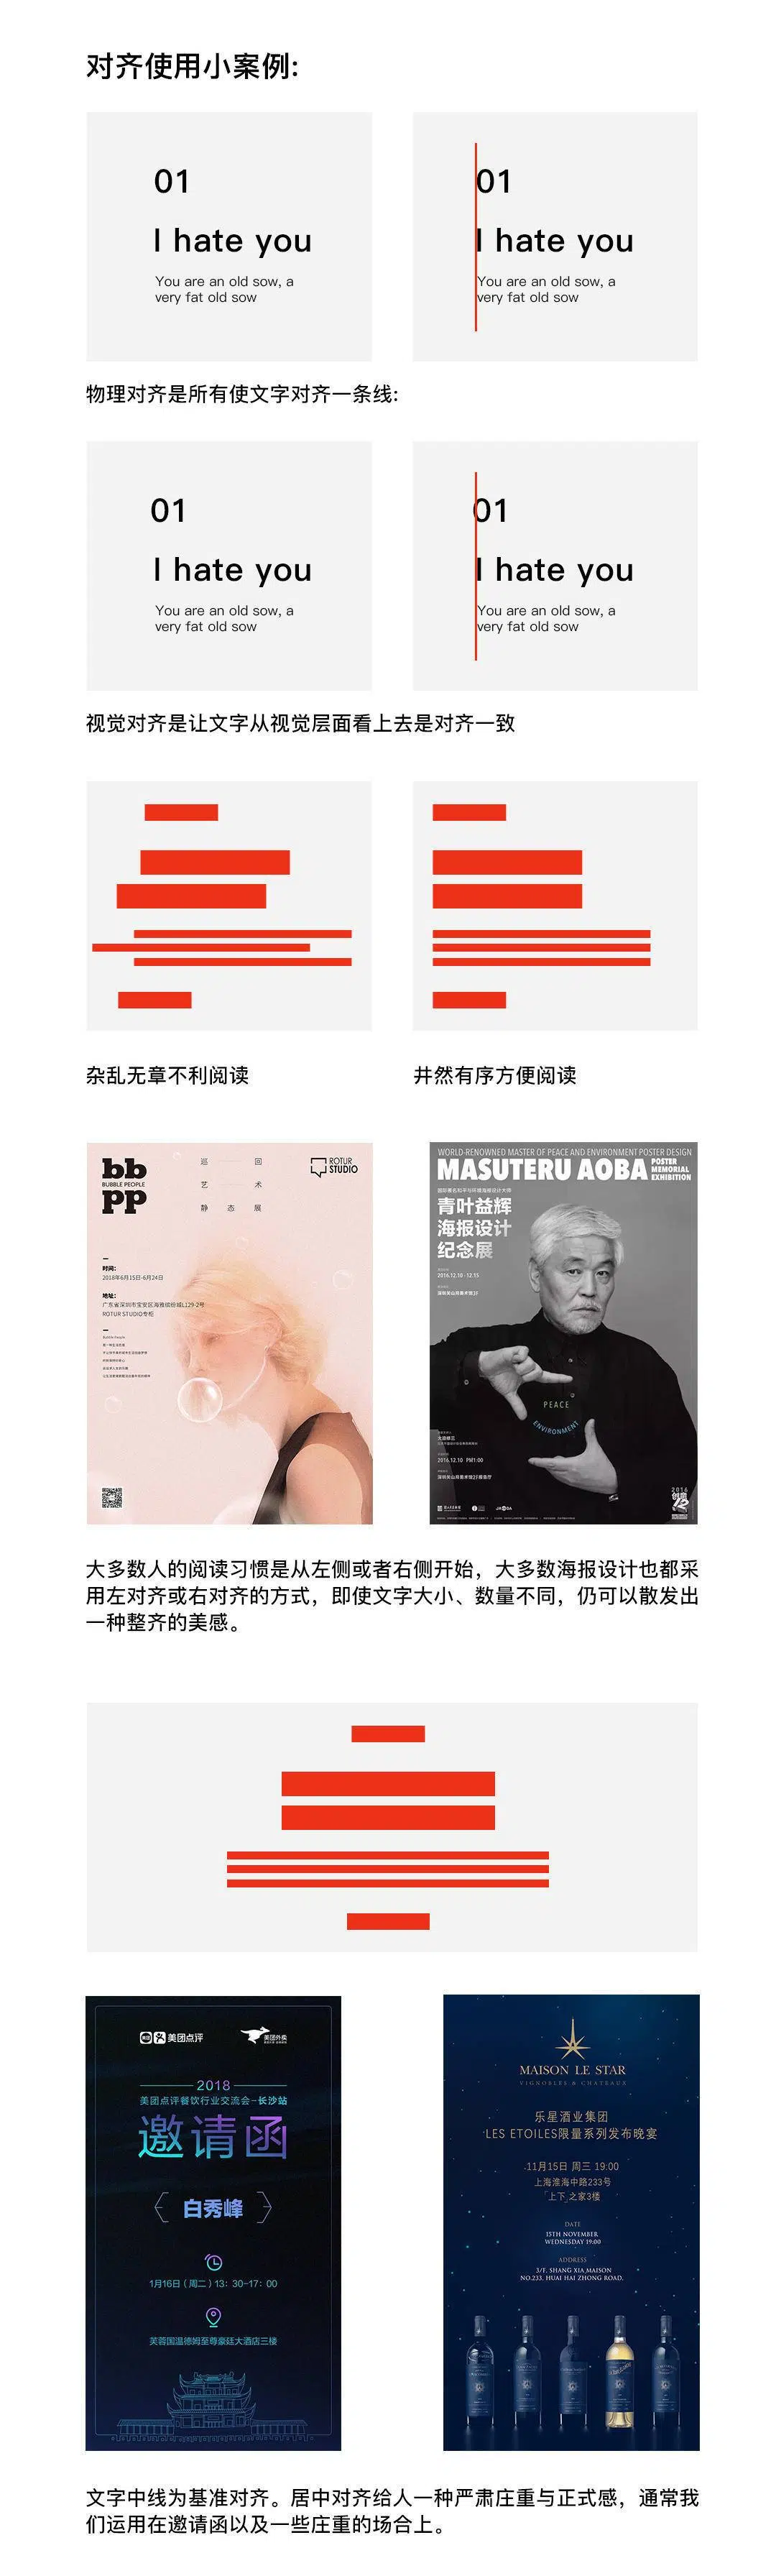 对齐使用小案例:
01
I hate you
You are an old sow, a
very fat old sow
01
I hate you
You are an old sow, a
very fat old sow
物理对齐是所有使文字对齐一条线:
01
I hate you
You are an old sow, a
very fat old sow
01
I hate you
You are an old sow, a
very fat old sow
视觉对齐是让文字从视觉层面看上去是对齐一致
杂乱无章不利阅读
井然有序方便阅读
bb
BUBBLE PEOPLE
pp
巡 回
艺 术
静 态 展
ROTUR
STUDIO
时间:
2018年6月15日-6月24日
地址:
广东省深圳市宝安区海雅缤纷城L129-2号
ROTUR STUDIO专柜
Bubble People
WORLD-RENOWNED MASTER OF PEACE AND ENVIRONMENT POSTER DESIGN
MASUTERU AOBA
POSTER
MEMORIAL
EXHIBITION
国际著名和平与环境海报设计大师
青叶益辉
海报设计
纪念展
2016.12.10-12.15
PEACE
ENVIRONMENT
2016.12.10 PM1:00
2016
大多数人的阅读习惯是从左侧或者右侧开始，大多数海报设计也都采
用左对齐或右对齐的方式，即使文字大小、数量不同，仍可以散发出
一种整齐的美感。
美团点评
美团外卖
2018
美团点评餐饮行业交流会-长沙站
邀请函
白秀峰
1月16日（周二）13：30-17：00
芙蓉国温德姆至尊豪廷大酒店三楼
MAISON LE STAR
VIGNOBLES & CHATEAUX
乐星酒业集团
LES ETOILES限量系列发布晚宴
11月15日 周三 19:00
上海淮海中路233号
「上下」之家3楼
DATE
15TH NOVEMBER
WEDNESDAY 19:00
ADDRESS
3/F, SHANG XIA MAISON
NO.233, HUAI HAI ZHONG ROAD,
文字中线为基准对齐。居中对齐给人一种严肃庄重与正式感，通常我
们运用在邀请函以及一些庄重的场合上。